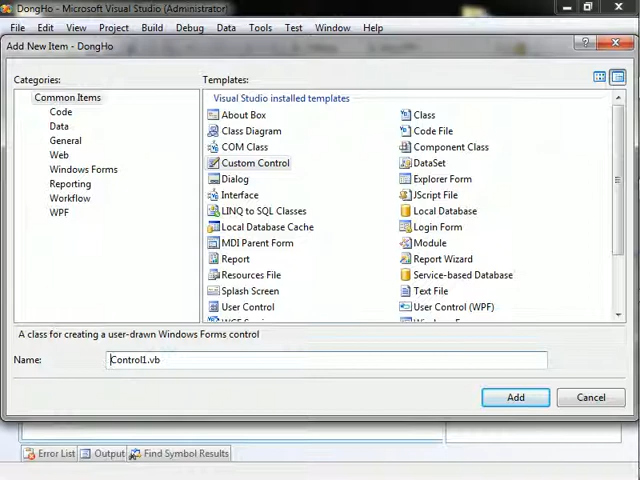 DongHo - Microsoft Visual Studio (Administrator)
File Edit View Project Build Debug Data Tools Test Window Help
Add New Item - DongHo
Categories:
Templates:
Common Items
Code
Data
General
Web
Windows Forms
Reporting
Workflow
WPF
Visual Studio installed templates
About Box
Class
Class Diagram
Code File
COM Class
Component Class
Custom Control
DataSet
Dialog
Explorer Form
Interface
JScript File
LINQ to SQL Classes
Local Database
Local Database Cache
Login Form
MDI Parent Form
Module
Report
Report Wizard
Resources File
Service-based Database
Splash Screen
Text File
User Control
User Control (WPF)
A class for creating a user-drawn Windows Forms control
Name:
Control1.vb
Add
Cancel
Error List Output Find Symbol Results